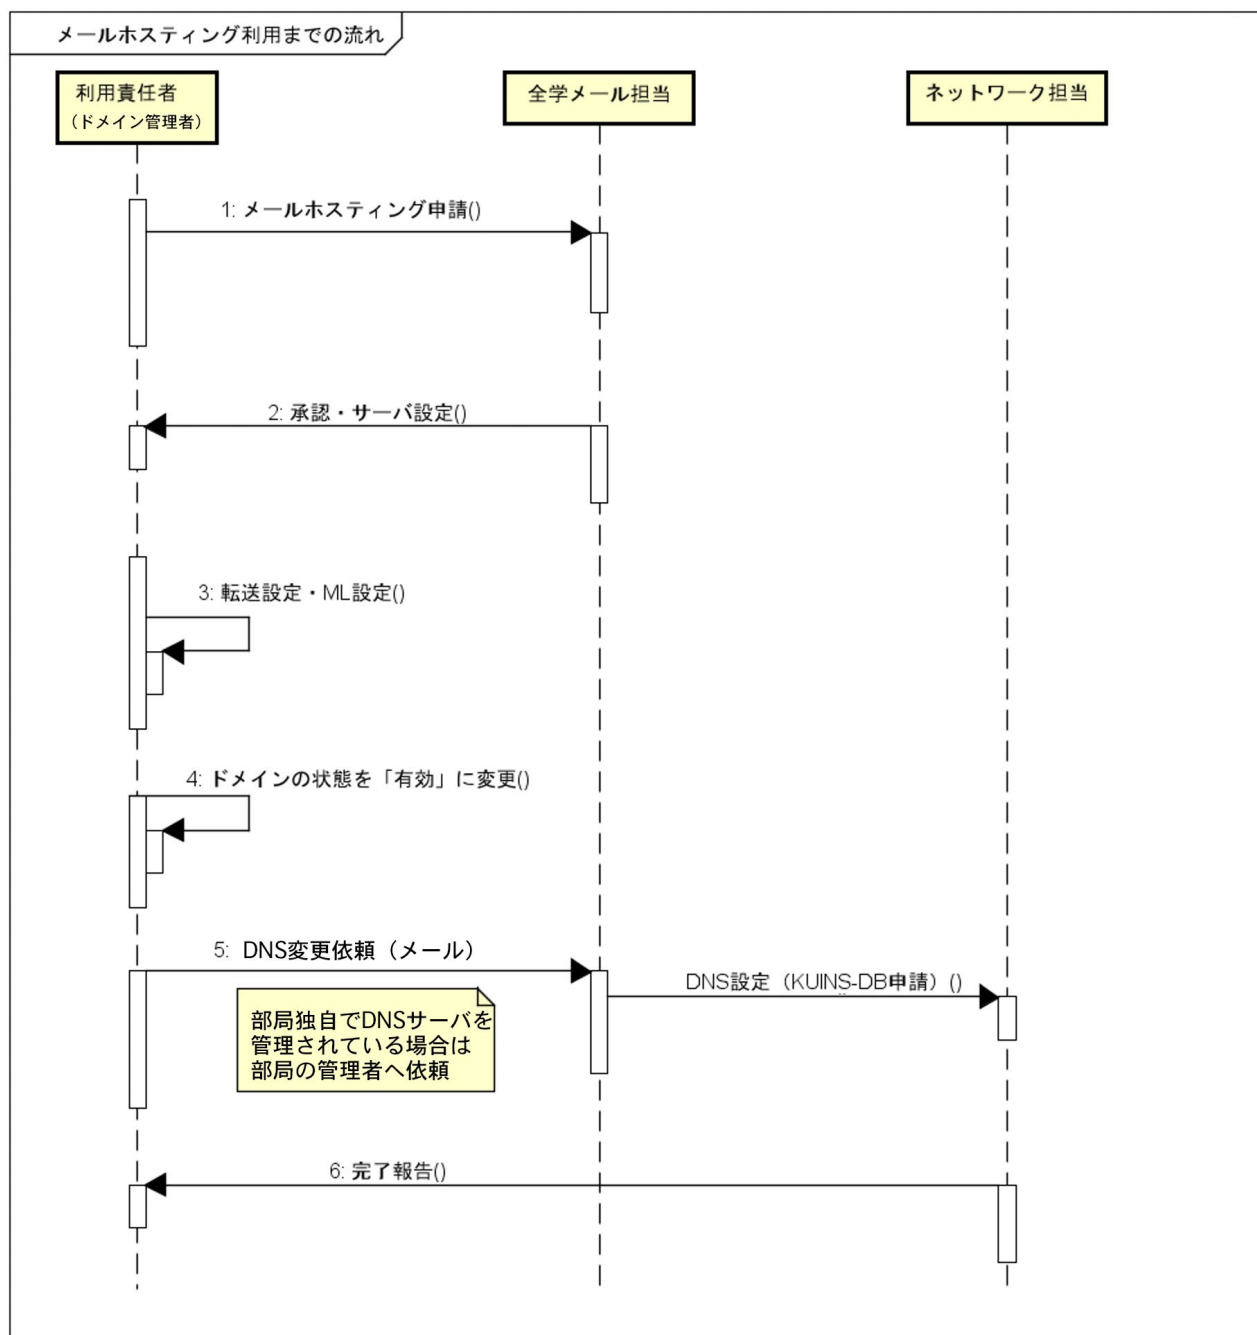 メールホスティング利用までの流れ
利用責任者
（ドメイン管理者）
全学メール担当
ネットワーク担当
1: メールホスティング申請()
2: 承認・サーバ設定()
3: 転送設定・ML設定()
4: ドメインの状態を「有効」に変更()
5: DNS変更依頼（メール）
DNS設定（KUINS-DB申請）()
部局独自でDNSサーバを
管理されている場合は
部局の管理者へ依頼
6: 完了報告()